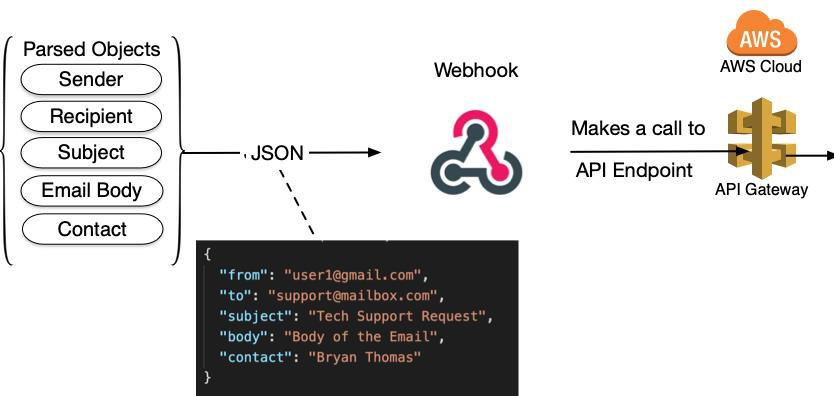 Parsed Objects
Sender
Recipient
Subject
Email Body
Contact
JSON
{
"from": "user1@gmail.com",
"to": "support@mailbox.com",
"subject": "Tech Support Request",
"body": "Body of the Email",
"contact": "Bryan Thomas"
}
Webhook
Makes a call to
API Endpoint
AWS
AWS Cloud
API Gateway